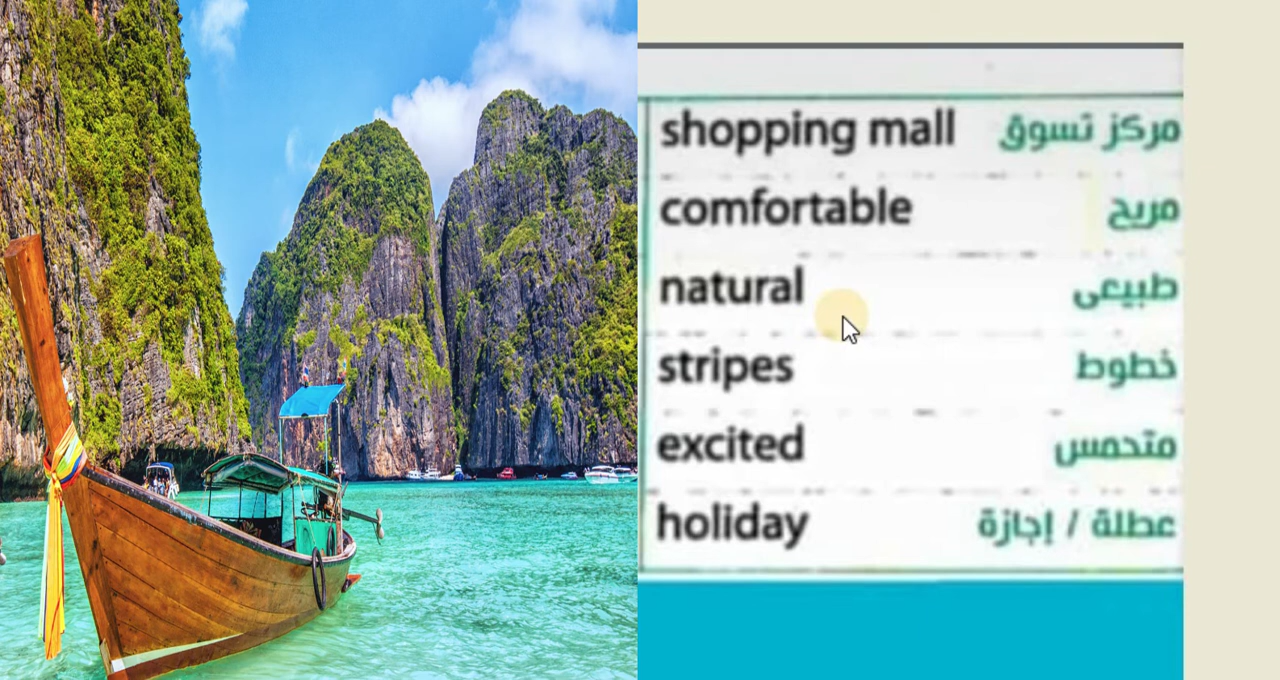 shopping mall مركز تسوق
comfortable مريح
natural طبيعى
stripes خطوط
excited متحمس
holiday عطلة / إجازة